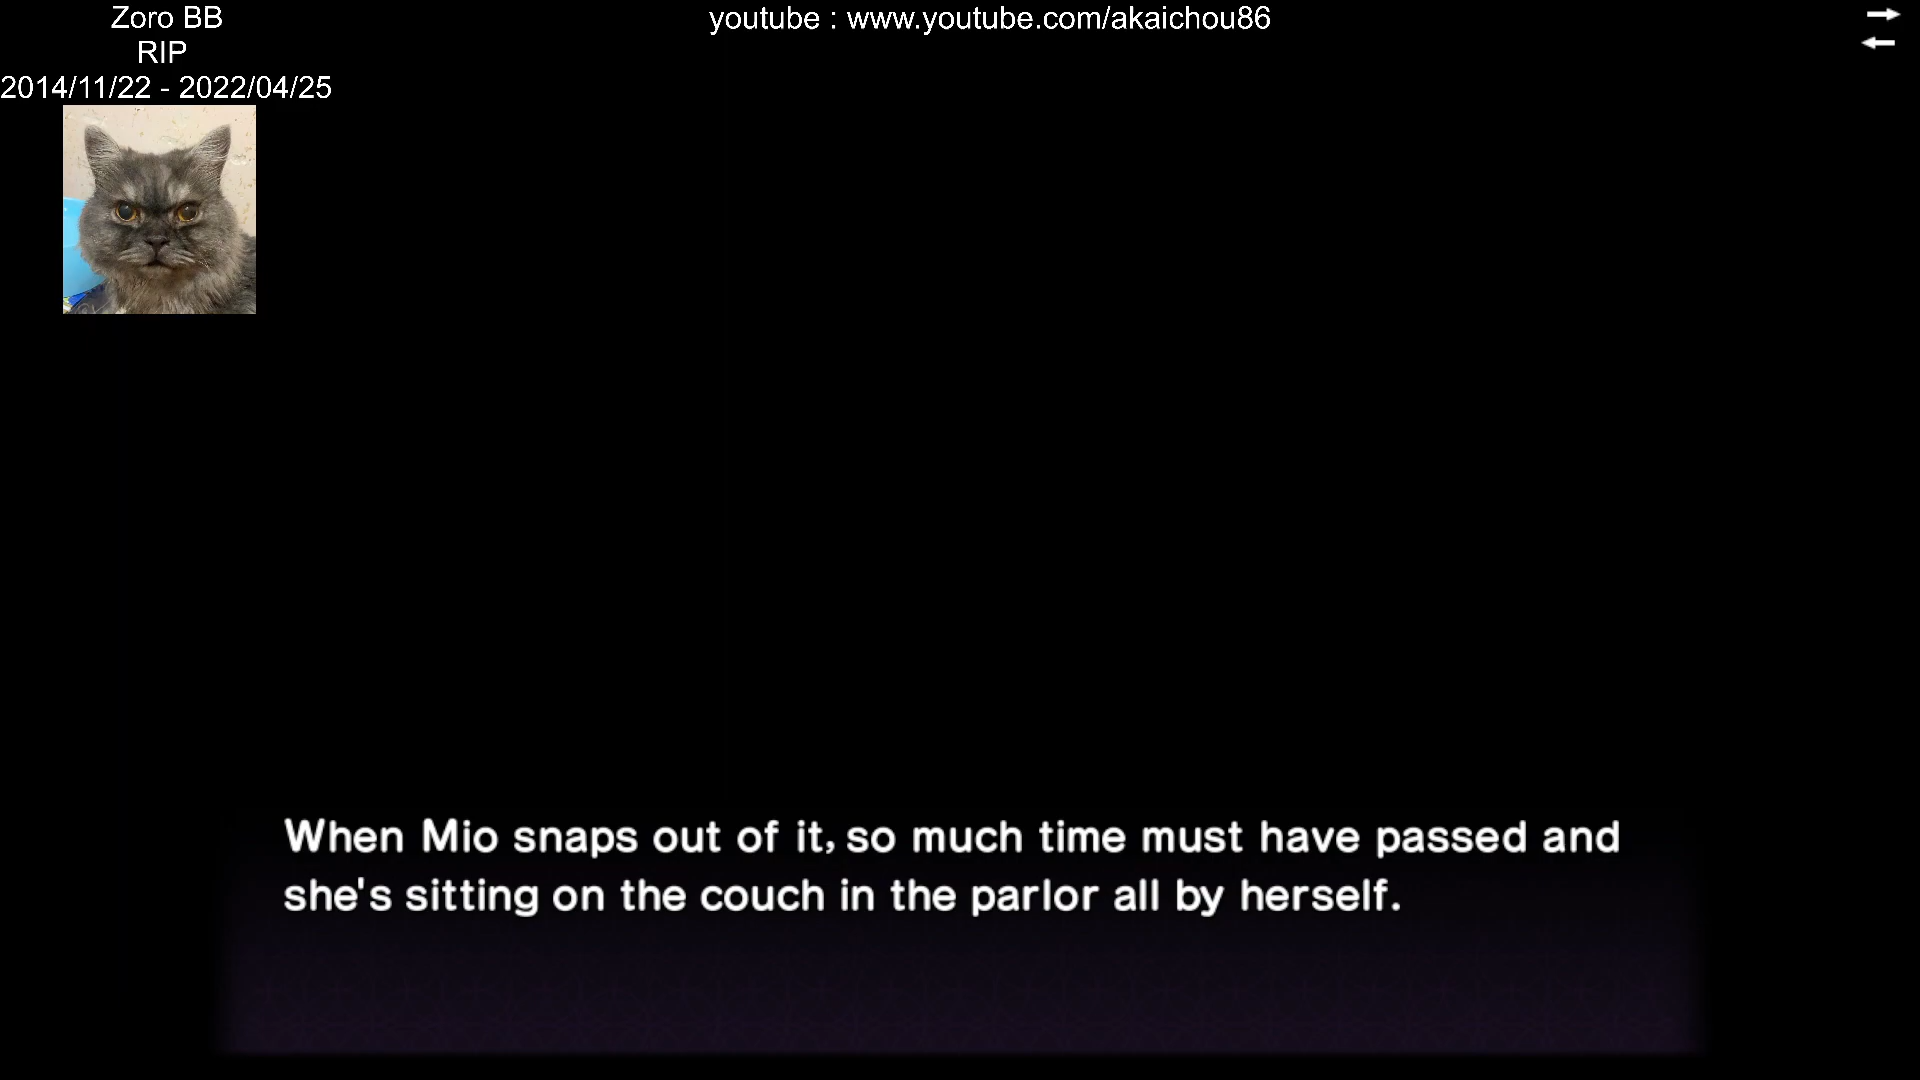 Zoro BB
RIP
2014/11/22 - 2022/04/25
youtube : www.youtube.com/akaichou86
When Mio snaps out of it, so much time must have passed and
she's sitting on the couch in the parlor all by herself.